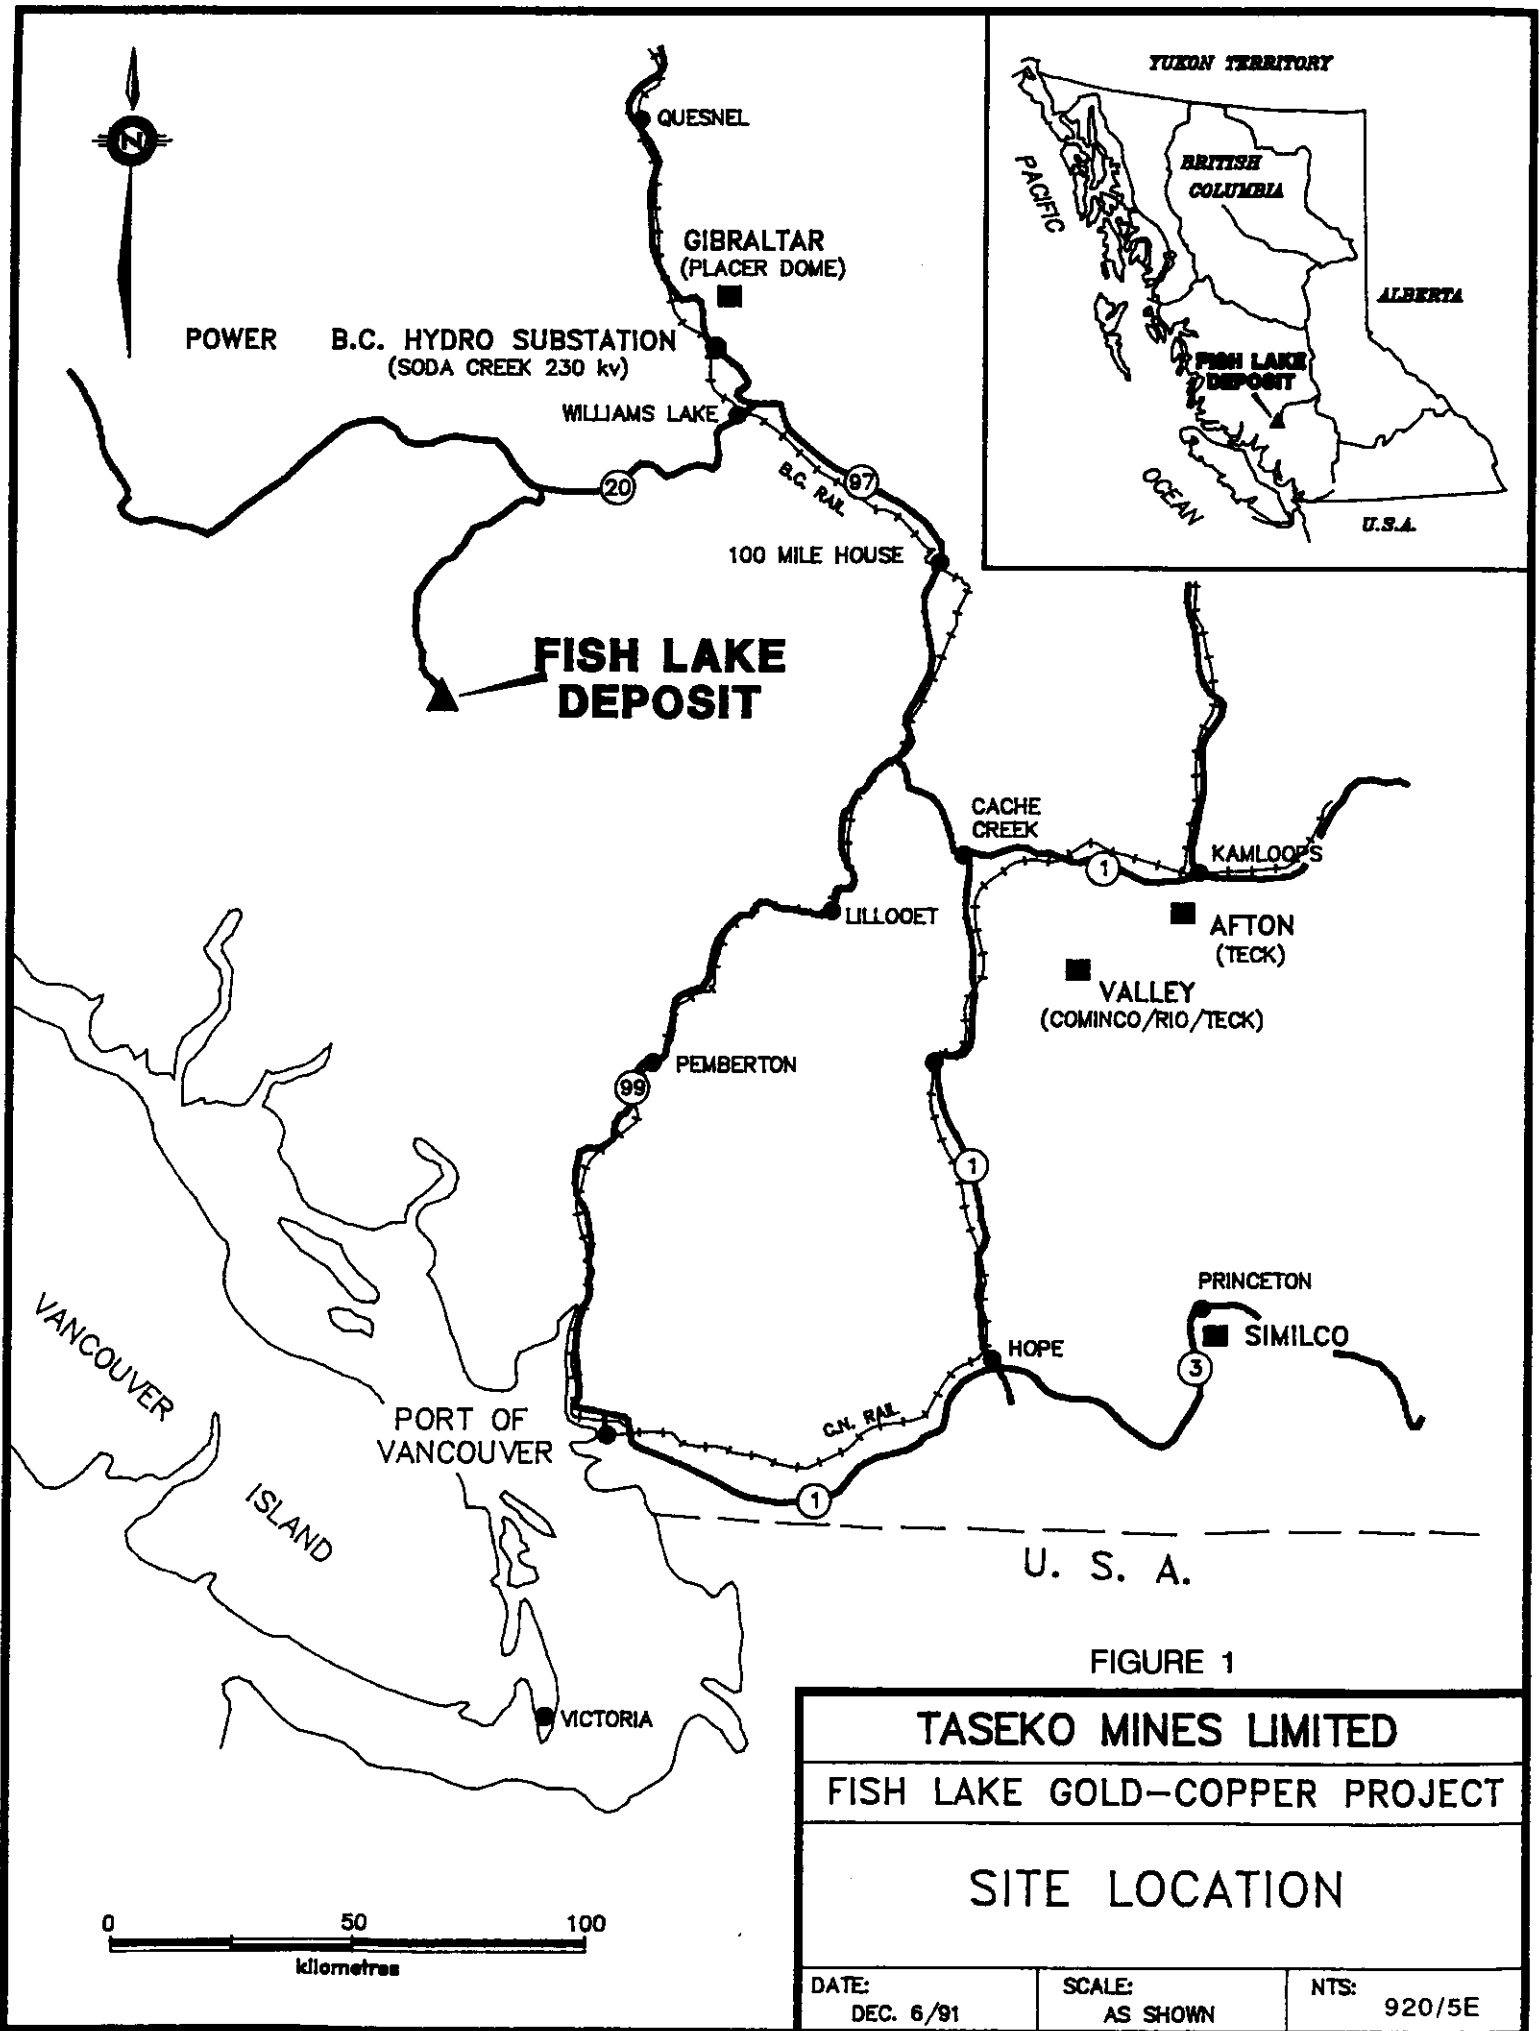 YUKON TERRITORY
BRITISH
COLUMBIA
PACIFIC
ALBERTA
FISH LAKE
DEPOSIT
OCEAN
U.S.A.
N
QUESNEL
GIBRALTAR
(PLACER DOME)
POWER B.C. HYDRO SUBSTATION
(SODA CREEK 230 kv)
WILLIAMS LAKE
20
B.C. RAIL
97
100 MILE HOUSE
FISH LAKE
DEPOSIT
CACHE
CREEK
1
KAMLOOPS
LILLOOET
AFTON
(TECK)
VALLEY
(COMINCO/RIO/TECK)
PEMBERTON
99
1
PRINCETON
SIMILCO
3
HOPE
VANCOUVER
ISLAND
PORT OF
VANCOUVER
C.N. RAIL
1
U. S. A.
VICTORIA
FIGURE 1
TASEKO MINES LIMITED
FISH LAKE GOLD-COPPER PROJECT
SITE LOCATION
0 50 100
kilometres
DATE:
DEC. 6/91
SCALE:
AS SHOWN
NTS:
920/5E